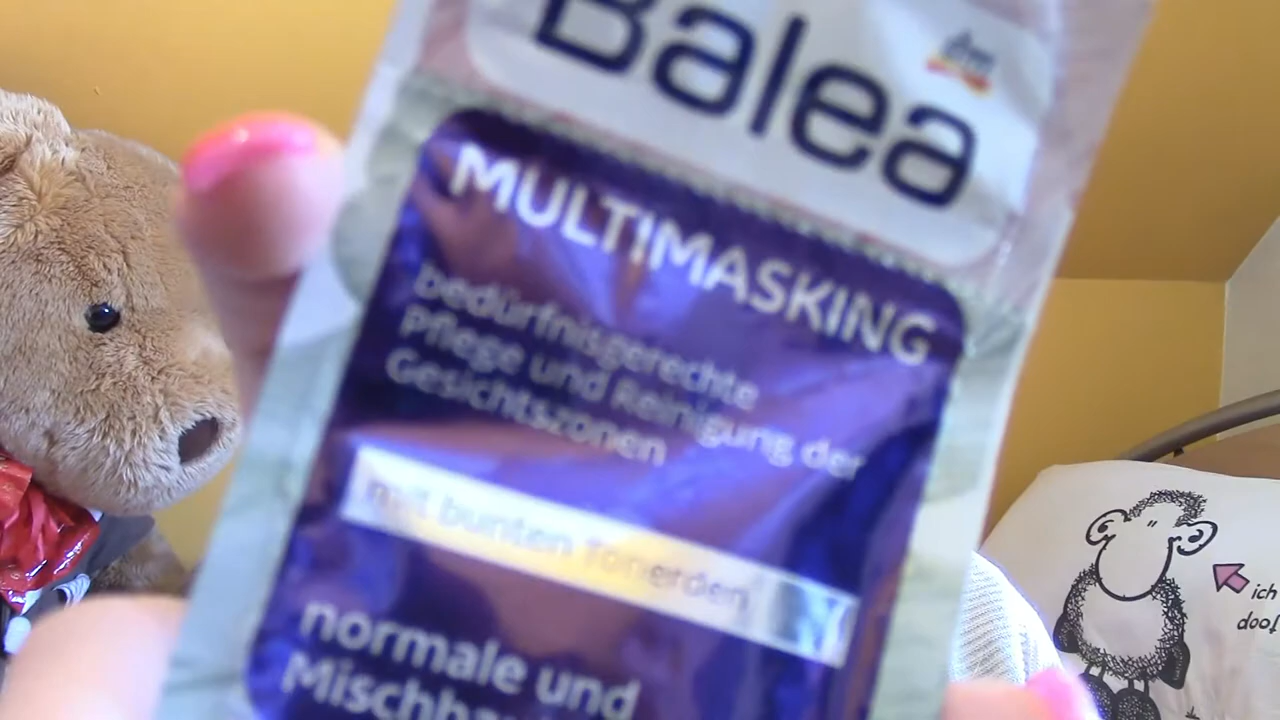 Balea
dm
MULTIMASKING
bedürfnisgerechte
Pflege und Reinigung der
Gesichtszonen
mit bunten Tonerden
normale und
ich
doof